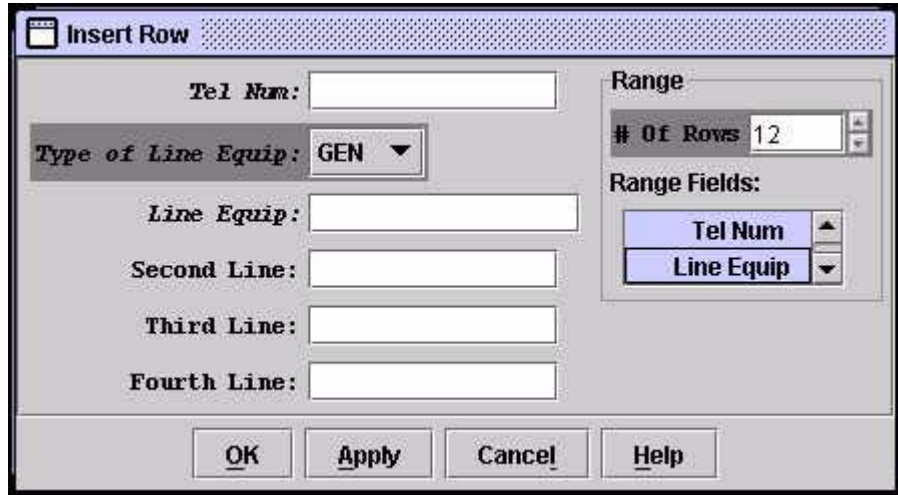 Insert Row
Tel Num:
Type of Line Equip: GEN
Line Equip:
Second Line:
Third Line:
Fourth Line:
Range
# Of Rows 12
Range Fields:
Tel Num
Line Equip
OK Apply Cancel Help